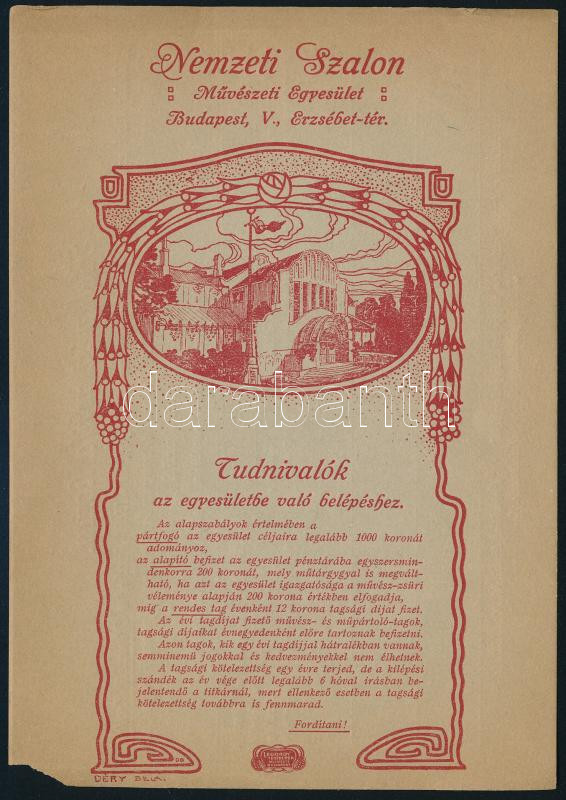 Nemzeti Szalon
Művészeti Egyesület
Budapest, V., Erzsébet-tér.
darabanth
Tudnivalók
az egyesületbe való belépéshez.
Az alapszabályok értelmében a
pártfogó az egyesület céljaira legalább 1000 koronát
adományoz,
az alapító befizet az egyesület pénztárába egyszersmin-
denkorra 200 koronát, mely műtárgygyal is megvált-
ható, ha azt az egyesület igazgatósága a művész-zsüri
véleménye alapján 200 korona értékben elfogadja,
míg a rendes tag évenként 12 korona tagsági díjat fizet.
Az évi tagdíjat fizető művész- és műpártoló-tagok,
tagsági díjaikat évnegyedenként előre tartoznak befizetni.
Azon tagok, kik egy évi tagdíjjal hátralékban vannak,
semminemű jogokkal és kedvezményekkel nem élhetnek.
A tagsági kötelezettség egy évre terjed, de a kilépési
szándék az év vége előtt legalább 6 hóval irásban be-
jelentendő a titkárnál, mert ellenkező esetben a tagsági
kötelezettség továbbra is fennmarad.
Fordítani!
DÉRY BÉLA.